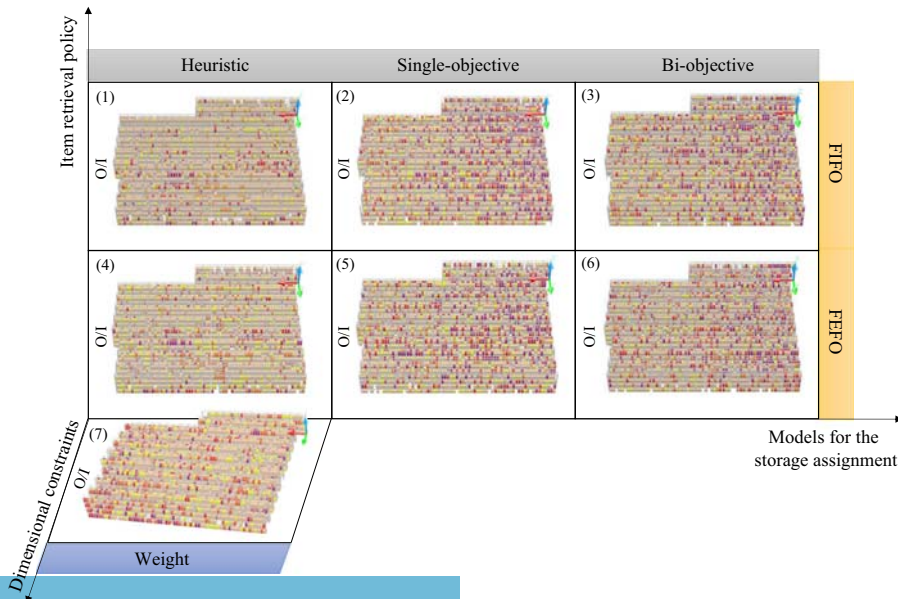 Item retrieval policy
Heuristic
Single-objective
Bi-objective
(1)
(2)
(3)
O/I
O/I
O/I
FIFO
(4)
(5)
(6)
O/I
O/I
O/I
FEFO
(7)
O/I
Models for the
storage assignment
Dimensional constraints
Weight